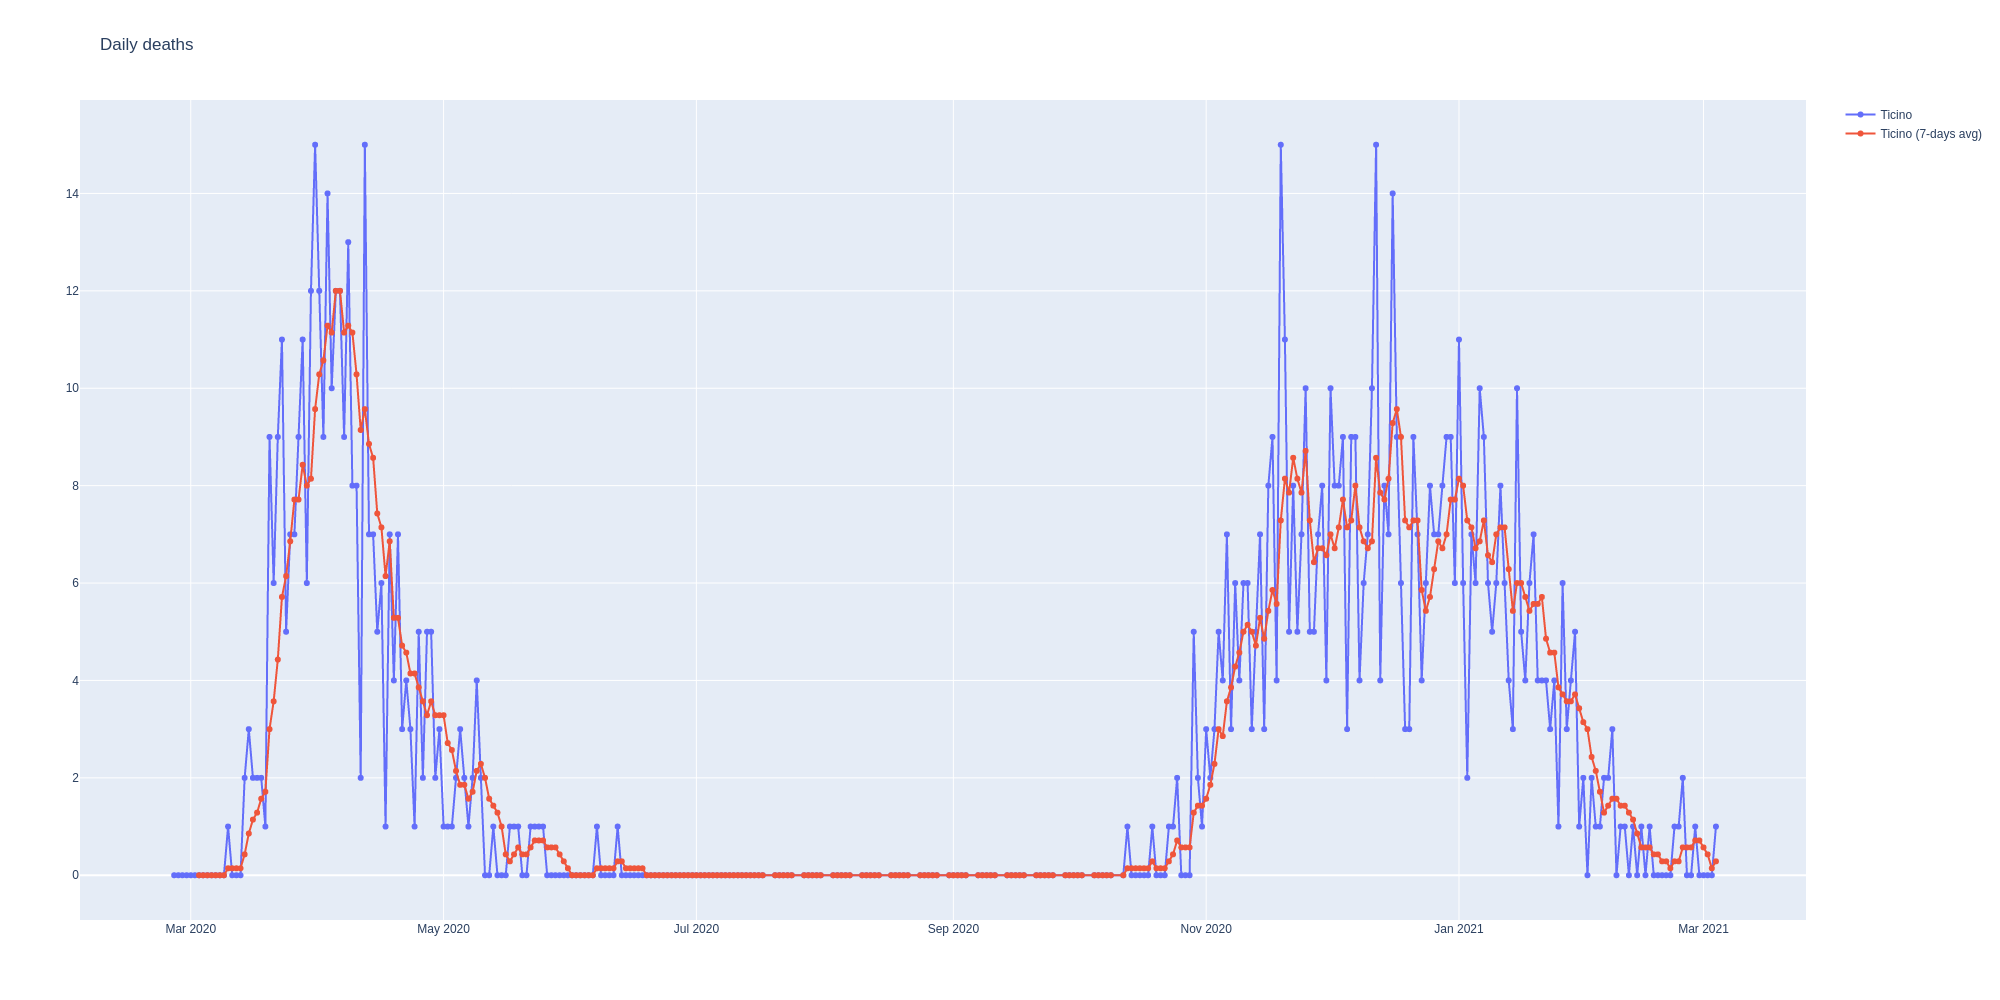 Daily deaths
Ticino
Ticino (7-days avg)
14
12
10
8
6
4
2
0
Mar 2020
May 2020
Jul 2020
Sep 2020
Nov 2020
Jan 2021
Mar 2021